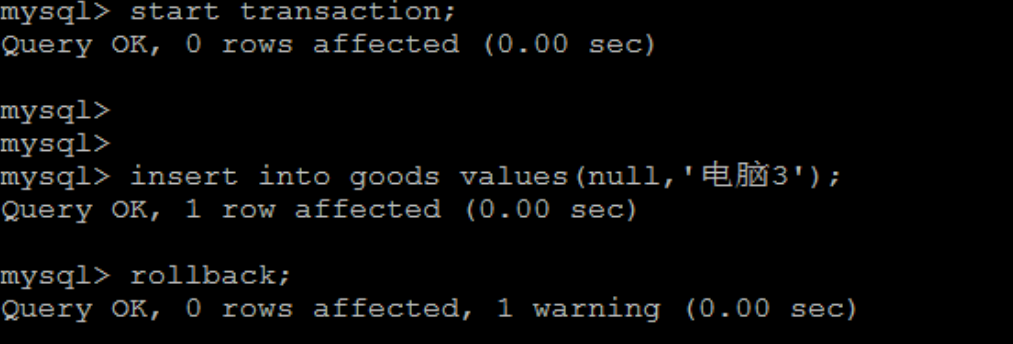 mysql> start transaction;
Query OK, 0 rows affected (0.00 sec)
mysql>
mysql>
mysql> insert into goods values(null,'电脑3');
Query OK, 1 row affected (0.00 sec)
mysql> rollback;
Query OK, 0 rows affected, 1 warning (0.00 sec)